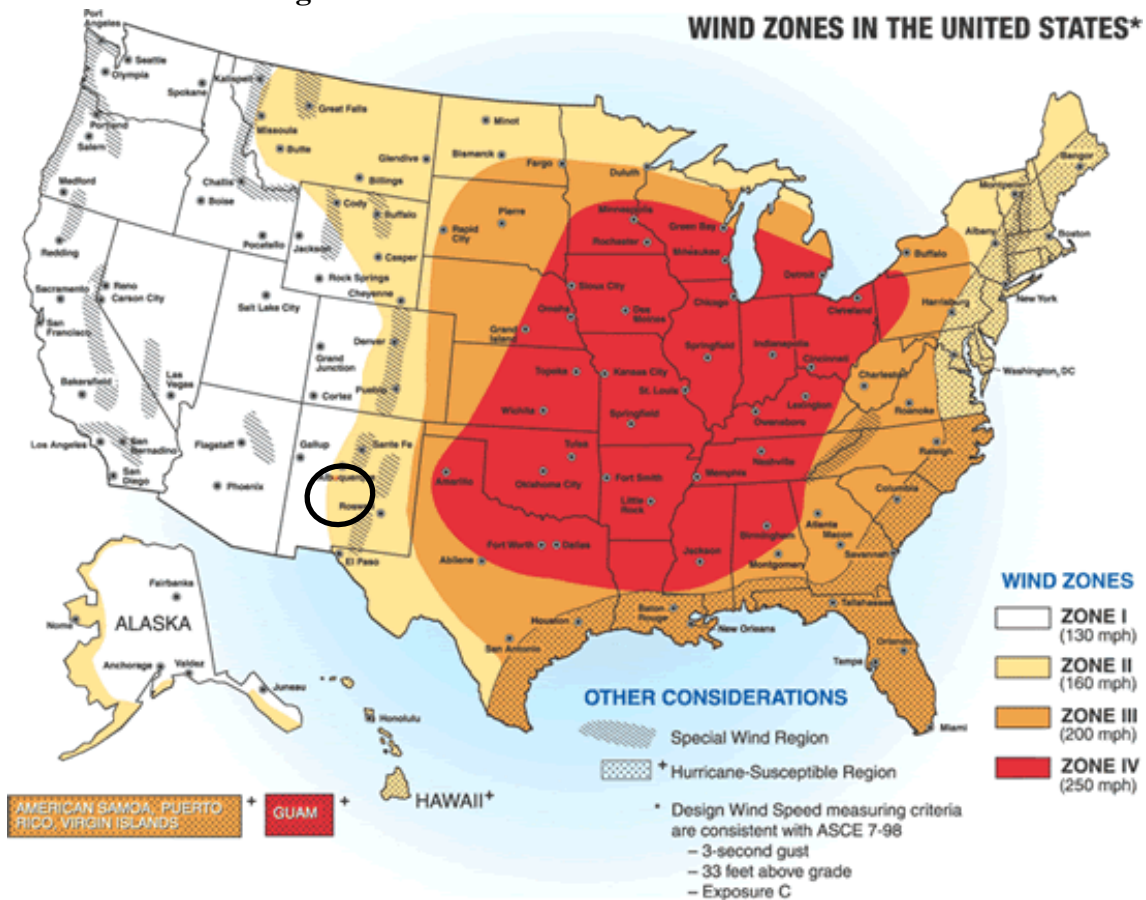 g
WIND ZONES IN THE UNITED STATES*
Port
Angeles
Seattle
Olympia
Spokane
Kalispell
Great Falls
Portland
Salem
Missoula
Butte
Glendive
Billings
Minot
Bismarck
Fargo
Duluth
Medford
Challis
Boise
Cody
Buffalo
Rapid
City
Pierre
Minneapolis
Rochester
Green Bay
Milwaukee
Montpelier
Bangor
Albany
Boston
Buffalo
Redding
Pocatello
Jackson
Casper
Rock Springs
Cheyenne
Sioux City
Omaha
Des
Moines
Chicago
Detroit
Cleveland
Harrisburg
New York
Sacramento
Reno
Carson City
Salt Lake City
San
Francisco
Grand
Island
Denver
Grand
Junction
Pueblo
Cortez
Topeka
Kansas City
Springfield
St. Louis
Indianapolis
Cincinnati
Charleston
Washington, DC
Bakersfield
Las
Vegas
Wichita
Springfield
Lexington
Owensboro
Roanoke
Los Angeles
San
Bernadino
San
Diego
Flagstaff
Phoenix
Gallup
Sante Fe
Albuquerque
Roswell
El Paso
Amarillo
Tulsa
Oklahoma City
Fort Smith
Little
Rock
Memphis
Nashville
Raleigh
Columbia
Atlanta
Macon
Savannah
Birmingham
Montgomery
Jackson
Fort Worth
Dallas
Abilene
Houston
San Antonio
Baton
Rouge
New Orleans
Tallahassee
Orlando
Tampa
Miami
Fairbanks
ALASKA
Nome
Anchorage
Valdez
Juneau
Honolulu
HAWAII+
AMERICAN SAMOA, PUERTO
RICO, VIRGIN ISLANDS
+
GUAM
+
WIND ZONES
ZONE I
(130 mph)
ZONE II
(160 mph)
ZONE III
(200 mph)
ZONE IV
(250 mph)
OTHER CONSIDERATIONS
Special Wind Region
+ Hurricane-Susceptible Region
* Design Wind Speed measuring criteria
are consistent with ASCE 7-98
– 3-second gust
– 33 feet above grade
– Exposure C